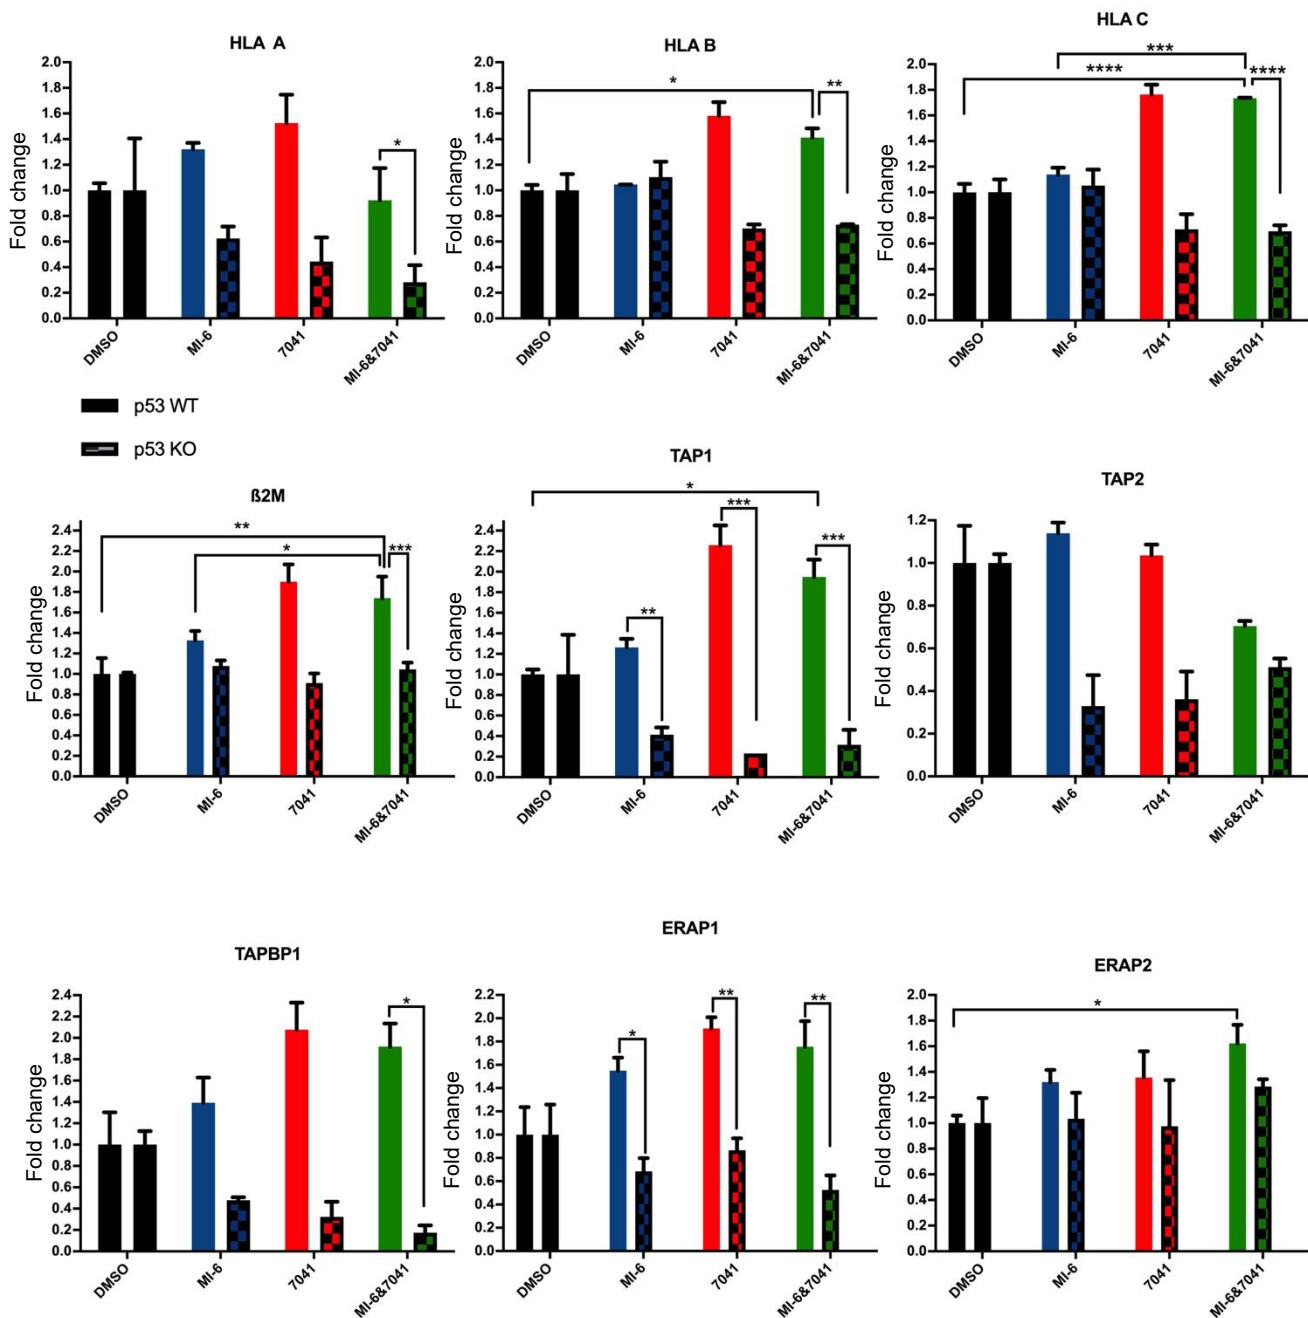 HLA A
Fold change
2.0
1.8
1.6
1.4
1.2
1.0
0.8
0.6
0.4
0.2
0.0
*
DMSO
MI-6
7041
MI-6&7041
HLA B
Fold change
2.0
1.8
1.6
1.4
1.2
1.0
0.8
0.6
0.4
0.2
0.0
*
**
DMSO
MI-6
7041
MI-6&7041
HLA C
Fold change
2.0
1.8
1.6
1.4
1.2
1.0
0.8
0.6
0.4
0.2
0.0
***
****
****
DMSO
MI-6
7041
MI-6&7041
p53 WT
p53 KO
ß2M
Fold change
2.4
2.2
2.0
1.8
1.6
1.4
1.2
1.0
0.8
0.6
0.4
0.2
0.0
**
*
***
DMSO
MI-6
7041
MI-6&7041
TAP1
Fold change
2.4
2.2
2.0
1.8
1.6
1.4
1.2
1.0
0.8
0.6
0.4
0.2
0.0
*
**
***
***
DMSO
MI-6
7041
MI-6&7041
TAP2
Fold change
1.2
1.0
0.8
0.6
0.4
0.2
0.0
DMSO
MI-6
7041
MI-6&7041
TAPBP1
Fold change
2.4
2.2
2.0
1.8
1.6
1.4
1.2
1.0
0.8
0.6
0.4
0.2
0.0
*
DMSO
MI-6
7041
MI-6&7041
ERAP1
Fold change
2.2
2.0
1.8
1.6
1.4
1.2
1.0
0.8
0.6
0.4
0.2
0.0
*
**
**
DMSO
MI-6
7041
MI-6&7041
ERAP2
Fold change
2.0
1.8
1.6
1.4
1.2
1.0
0.8
0.6
0.4
0.2
0.0
*
DMSO
MI-6
7041
MI-6&7041